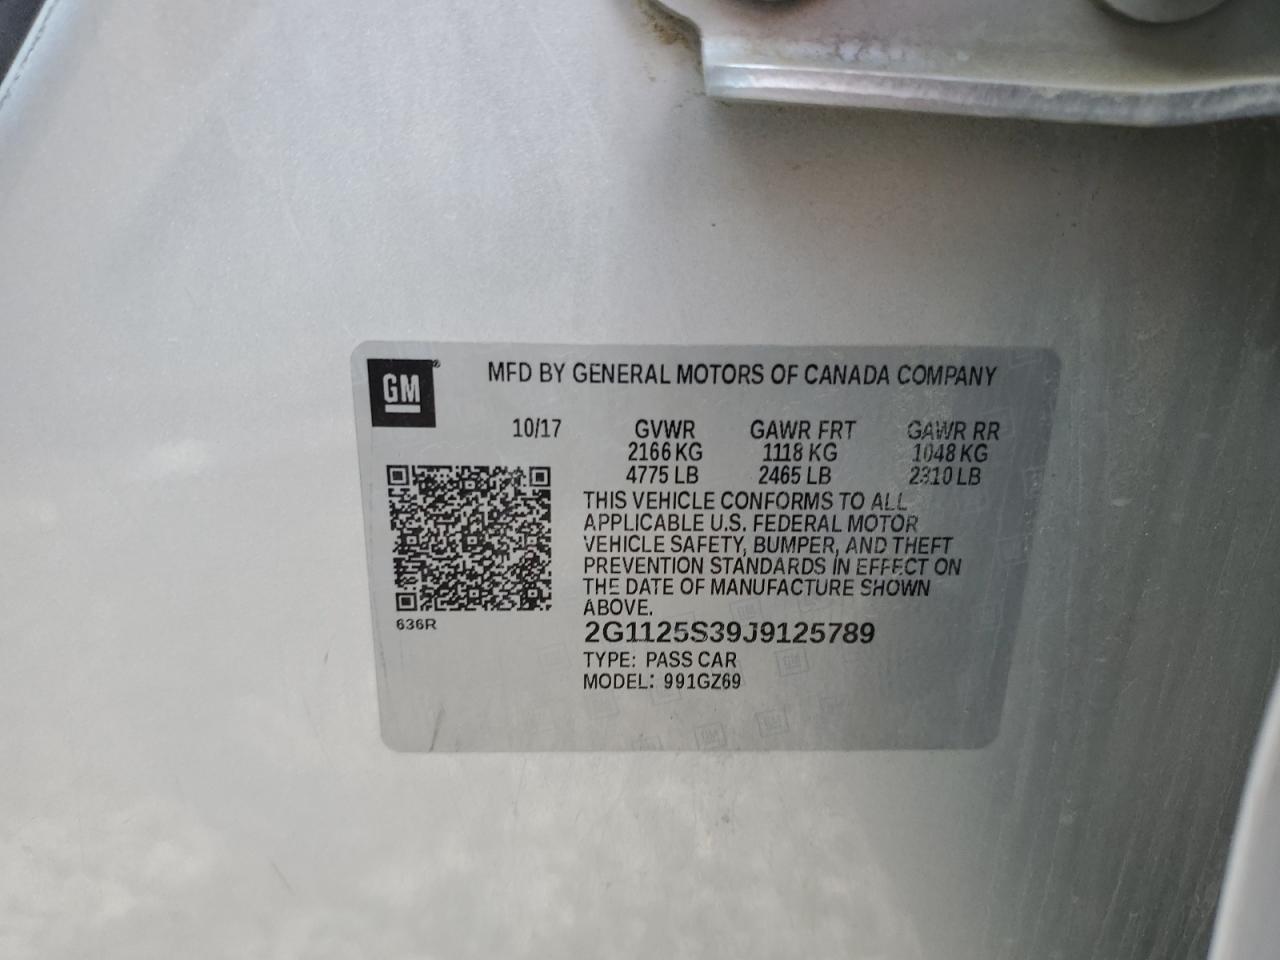 GM
MFD BY GENERAL MOTORS OF CANADA COMPANY
10/17 GVWR GAWR FRT GAWR RR
2166 KG 1118 KG 1048 KG
4775 LB 2465 LB 2310 LB
THIS VEHICLE CONFORMS TO ALL
APPLICABLE U.S. FEDERAL MOTOR
VEHICLE SAFETY, BUMPER, AND THEFT
PREVENTION STANDARDS IN EFFECT ON
THE DATE OF MANUFACTURE SHOWN
ABOVE.
636R
2G1125S39J9125789
TYPE: PASS CAR
MODEL: 991GZ69